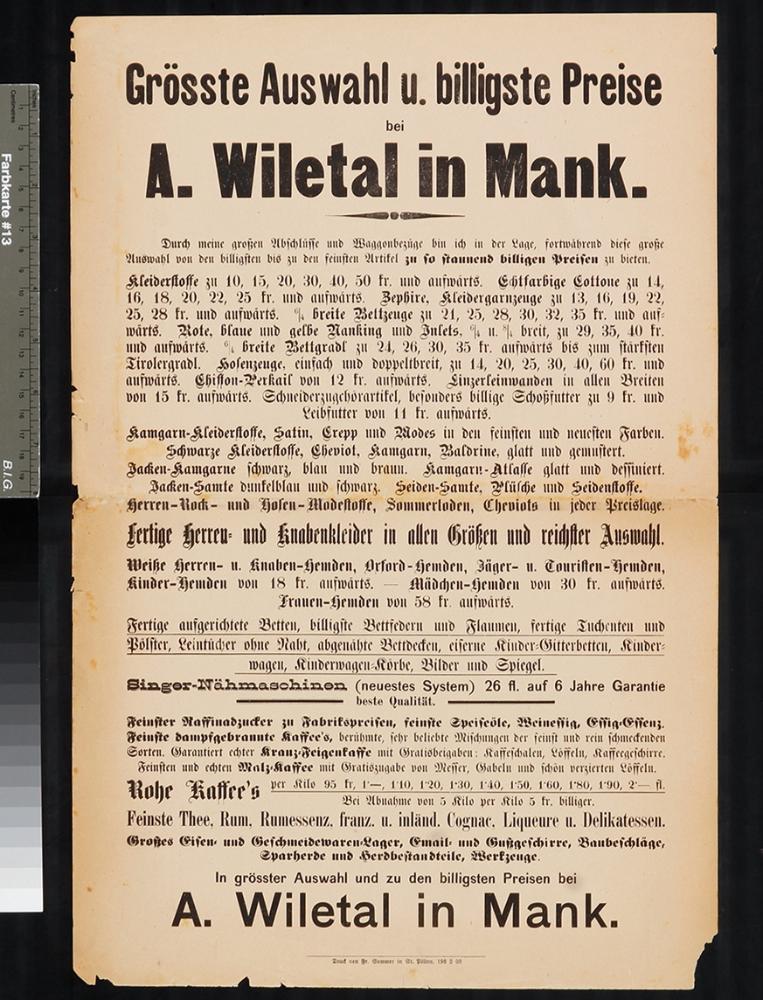 Grösste Auswahl u. billigste Preise
bei
A. Wiletal in Mank.
Durch meine großen Abschlüsse und Waggonbezüge bin ich in der Lage, fortwährend diese große
Auswahl von den billigsten bis zu den feinsten Artikel zu so staunend billigen Preisen zu bieten.
Kleiderstoffe zu 10, 15, 20, 30, 40, 50 kr. und aufwärts. Echtfarbige Cottone zu 14,
16, 18, 20, 22, 25 kr. und aufwärts. Zephire, Kleidergarnzeuge zu 13, 16, 19, 22,
25, 28 kr. und aufwärts. breite Bettzeuge zu 21, 25, 28, 30, 32, 35 kr. und auf-
wärts. Rote, blaue und gelbe Nanking und Inlets, u. breit, zu 29, 35, 40 kr.
und aufwärts. breite Bettgradl zu 24, 26, 30, 35 kr. aufwärts bis zum stärksten
Tirolergradl. Hosenzeuge, einfach und doppeltbreit, zu 14, 20, 25, 30, 40, 60 kr. und
aufwärts. Chiffon-Perkail von 12 kr. aufwärts. Linzerleinwanden in allen Breiten
von 15 kr. aufwärts. Schneiderzugehörartikel, besonders billige Schoßfutter zu 9 kr. und
Leibfutter von 11 kr. aufwärts.
Kamgarn-Kleiderstoffe, Satin, Crepp und Modes in den feinsten und neuesten Farben.
Schwarze Kleiderstoffe, Cheviot, Kamgarn, Baldrine, glatt und gemustert.
Jacken-Kamgarne schwarz, blau und braun. Kamgarn-Atlasse glatt und dessiniert.
Jacken-Samte dunkelblau und schwarz. Seiden-Samte, Plüsche und Seidenstoffe.
Herren-Rock- und Hosen-Modestoffe, Sommerloden, Cheviots in jeder Preislage.
Fertige Herren- und Knabenkleider in allen Größen und reichster Auswahl.
Weiße Herren- u. Knaben-Hemden, Oxford-Hemden, Jäger- u. Touristen-Hemden,
Kinder-Hemden von 18 kr. aufwärts. — Mädchen-Hemden von 30 kr. aufwärts.
Frauen-Hemden von 58 kr. aufwärts.
Fertige aufgerichtete Betten, billigste Bettfedern und Flaumen, fertige Tuchenten und
Pölster, Leintücher ohne Naht, abgenähte Bettdecken, eiserne Kinder-Gitterbetten, Kinder-
wagen, Kinderwagen-Körbe, Bilder und Spiegel.
Singer-Nähmaschinen (neuestes System) 26 fl. auf 6 Jahre Garantie
beste Qualität.
Feinster Raffinadzucker zu Fabrikspreisen, feinste Speiseöle, Weinessig, Essig-Essenz.
Feinste dampfgebrannte Kaffee's, berühmte, sehr beliebte Mischungen der feinst und rein schmeckenden
Sorten. Garantiert echter Kranz-Feigenkaffe mit Gratisbeigaben: Kaffeschalen, Löffeln, Kaffeegeschirre.
Feinsten und echten Malz-Kaffee mit Gratiszugabe von Messer, Gabeln und schön verzierten Löffeln.
Rohe Kaffee's per Kilo 95 kr, 1·—, 1·10, 1·20, 1·30, 1·40, 1·50, 1·60, 1·80, 1·90, 2·— fl.
Bei Abnahme von 5 Kilo per Kilo 5 kr. billiger.
Feinste Thee, Rum, Rumessenz, franz. u. inländ. Cognac, Liqueure u. Delikatessen.
Großes Eisen- und Geschmeidewaren-Lager, Email- und Gußgeschirre, Baubeschläge,
Sparherde und Herdbestandteile, Werkzeuge.
In grösster Auswahl und zu den billigsten Preisen bei
A. Wiletal in Mank.
Druck von Fr. Sommer in St. Pölten.
Farbkarte #13
B.I.G.
Centimetres
Inches